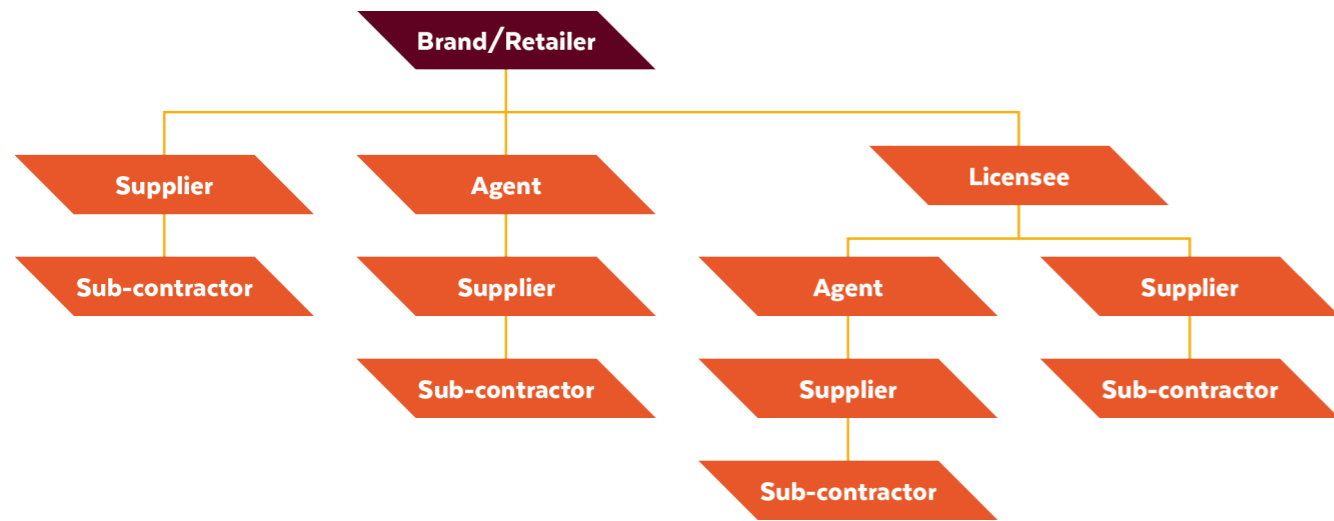 Brand/Retailer
Supplier
Agent
Licensee
Sub-contractor
Supplier
Agent
Supplier
Sub-contractor
Supplier
Sub-contractor
Sub-contractor